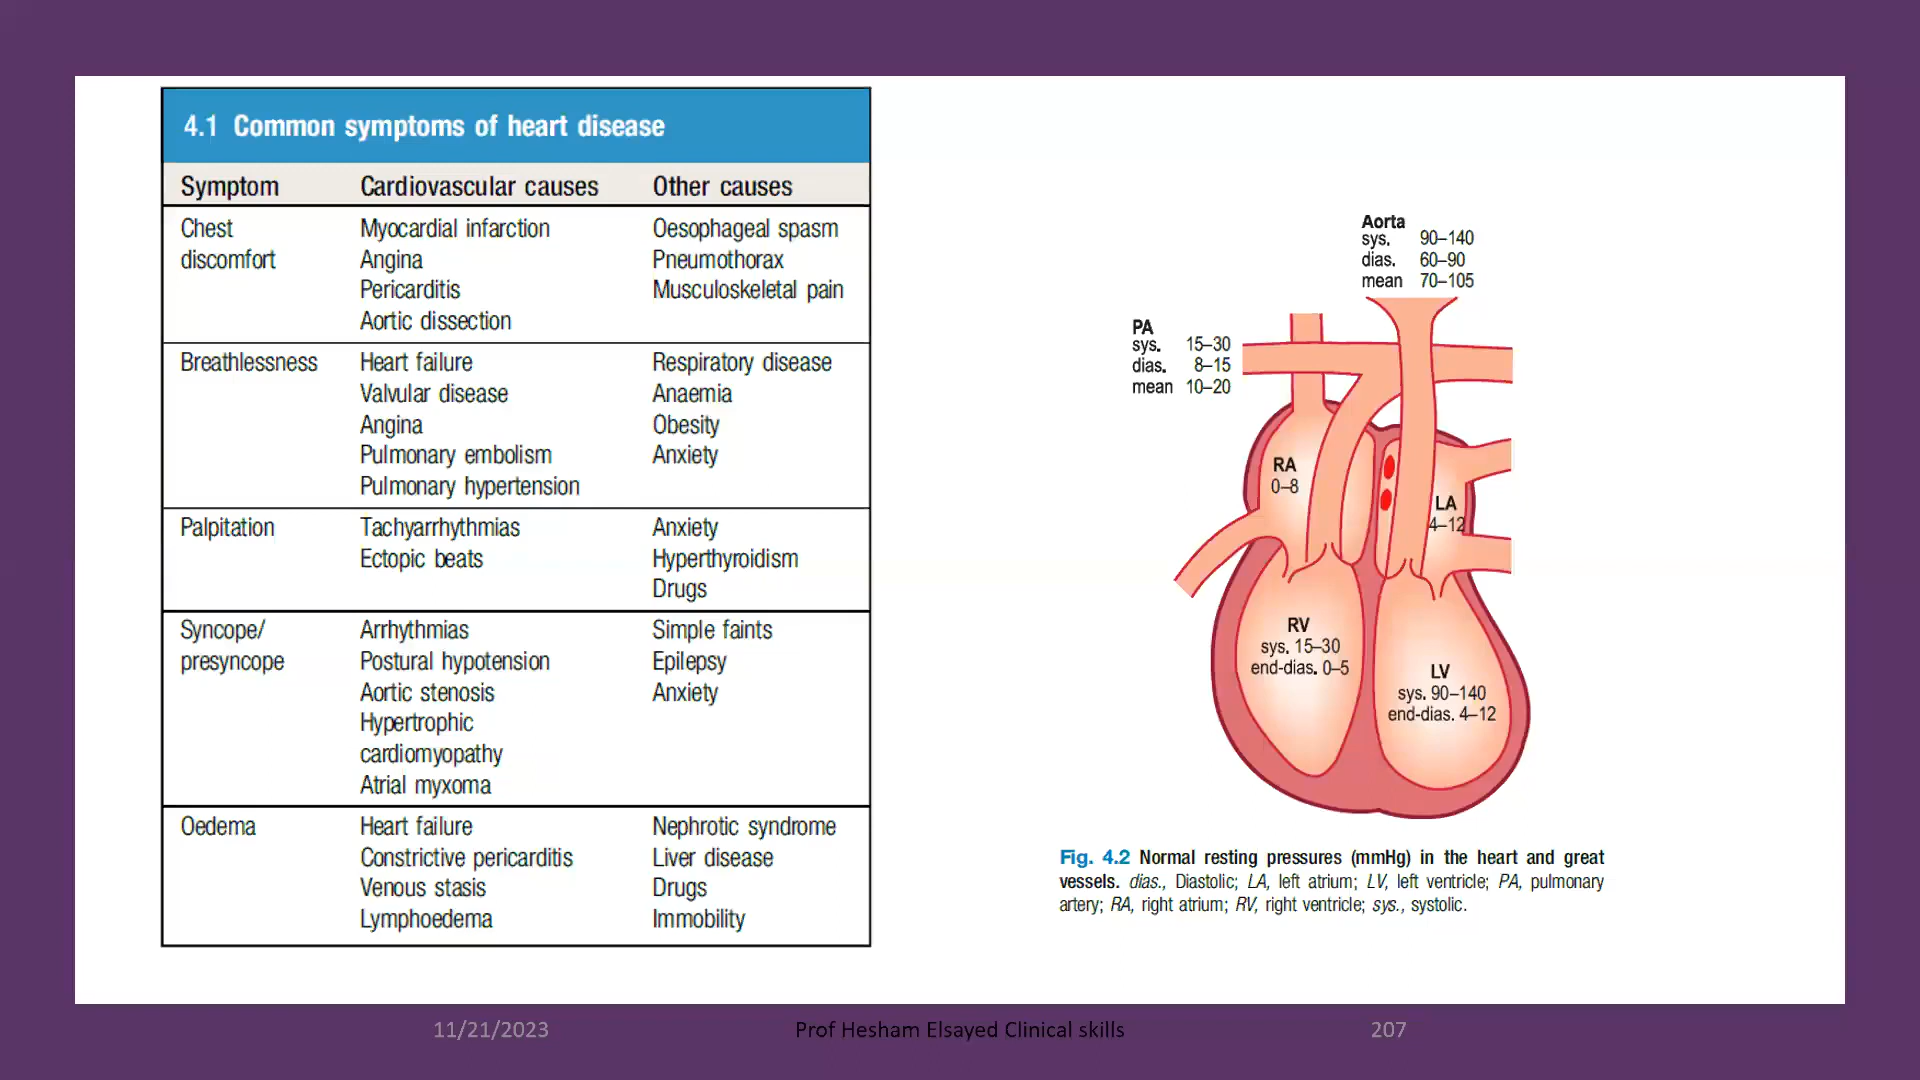 4.1 Common symptoms of heart disease
Symptom Cardiovascular causes Other causes
Chest Myocardial infarction Oesophageal spasm
discomfort Angina Pneumothorax
Pericarditis Musculoskeletal pain
Aortic dissection
Breathlessness Heart failure Respiratory disease
Valvular disease Anaemia
Angina Obesity
Pulmonary embolism Anxiety
Pulmonary hypertension
Palpitation Tachyarrhythmias Anxiety
Ectopic beats Hyperthyroidism
Drugs
Syncope/ Arrhythmias Simple faints
presyncope Postural hypotension Epilepsy
Aortic stenosis Anxiety
Hypertrophic
cardiomyopathy
Atrial myxoma
Oedema Heart failure Nephrotic syndrome
Constrictive pericarditis Liver disease
Venous stasis Drugs
Lymphoedema Immobility
Aorta
sys. 90–140
dias. 60–90
mean 70–105
PA
sys. 15–30
dias. 8–15
mean 10–20
RA
0–8
LA
4–12
RV
sys. 15–30
end-dias. 0–5
LV
sys. 90–140
end-dias. 4–12
Fig. 4.2 Normal resting pressures (mmHg) in the heart and great
vessels. dias., Diastolic; LA, left atrium; LV, left ventricle; PA, pulmonary
artery; RA, right atrium; RV, right ventricle; sys., systolic.
11/21/2023 Prof Hesham Elsayed Clinical skills 207